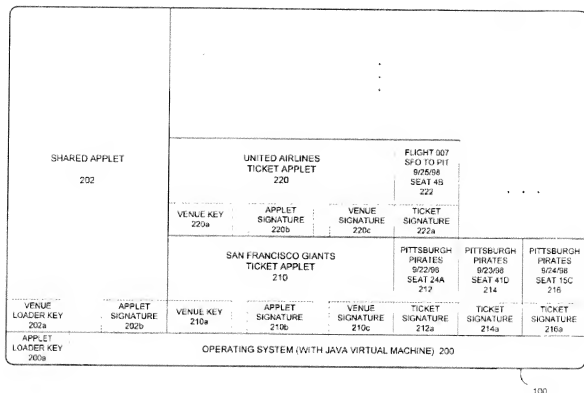 SHARED APPLET
202
UNITED AIRLINES
TICKET APPLET
220
FLIGHT 007
SFO TO PIT
9/25/98
SEAT 4B
222
VENUE KEY
220a
APPLET
SIGNATURE
220b
VENUE
SIGNATURE
220c
TICKET
SIGNATURE
222a
SAN FRANCISCO GIANTS
TICKET APPLET
210
PITTSBURGH
PIRATES
9/22/98
SEAT 24A
212
PITTSBURGH
PIRATES
9/23/98
SEAT 41D
214
PITTSBURGH
PIRATES
9/24/98
SEAT 15C
216
VENUE
LOADER KEY
202a
APPLET
SIGNATURE
202b
VENUE KEY
210a
APPLET
SIGNATURE
210b
VENUE
SIGNATURE
210c
TICKET
SIGNATURE
212a
TICKET
SIGNATURE
214a
TICKET
SIGNATURE
216a
APPLET
LOADER KEY
200a
OPERATING SYSTEM (WITH JAVA VIRTUAL MACHINE) 200
100